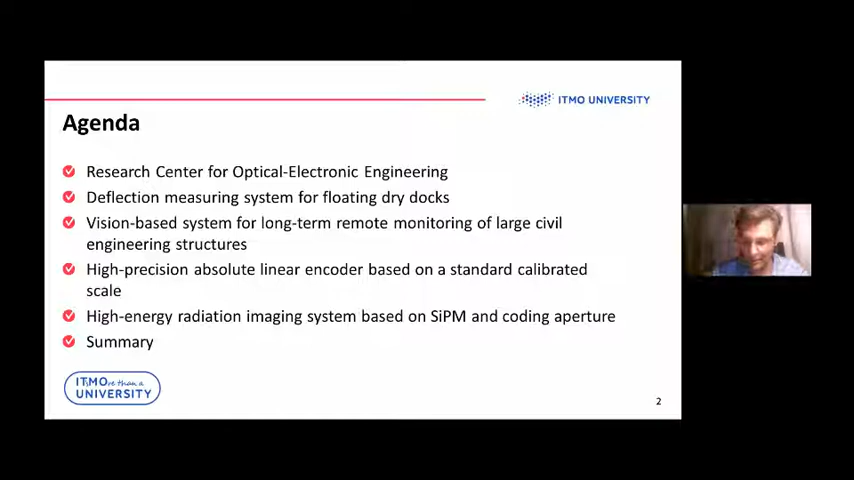 ITMO UNIVERSITY
Agenda
Research Center for Optical-Electronic Engineering
Deflection measuring system for floating dry docks
Vision-based system for long-term remote monitoring of large civil
engineering structures
High-precision absolute linear encoder based on a standard calibrated
scale
High-energy radiation imaging system based on SiPM and coding aperture
Summary
ITsMOre than a
UNIVERSITY
2